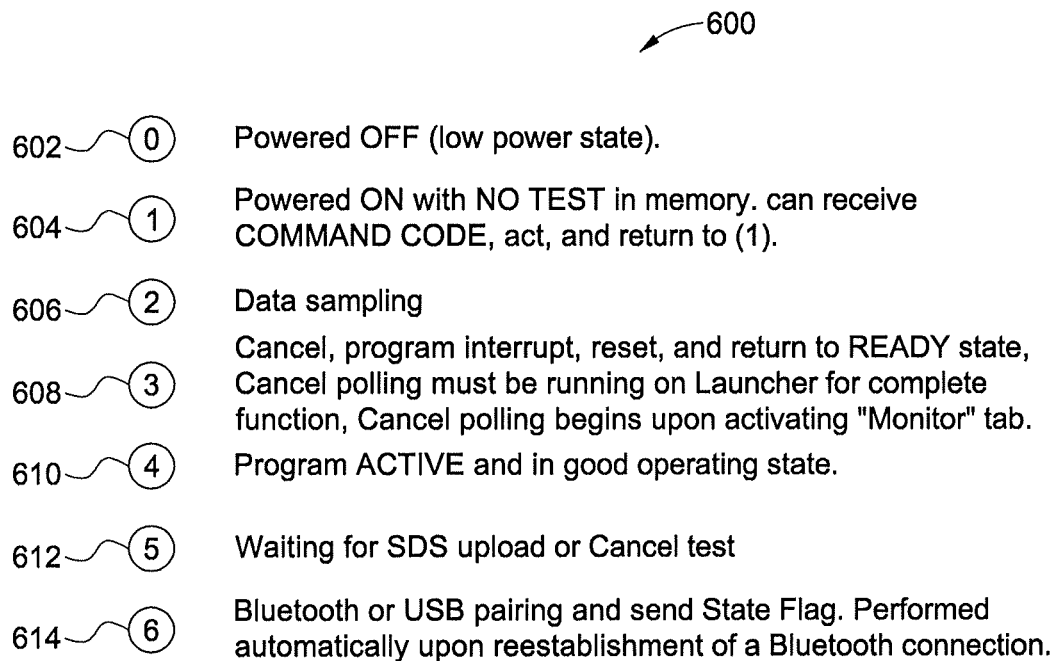 600
602 0 Powered OFF (low power state).
604 1 Powered ON with NO TEST in memory. can receive
COMMAND CODE, act, and return to (1).
606 2 Data sampling
608 3 Cancel, program interrupt, reset, and return to READY state,
Cancel polling must be running on Launcher for complete
function, Cancel polling begins upon activating "Monitor" tab.
610 4 Program ACTIVE and in good operating state.
612 5 Waiting for SDS upload or Cancel test
614 6 Bluetooth or USB pairing and send State Flag. Performed
automatically upon reestablishment of a Bluetooth connection.